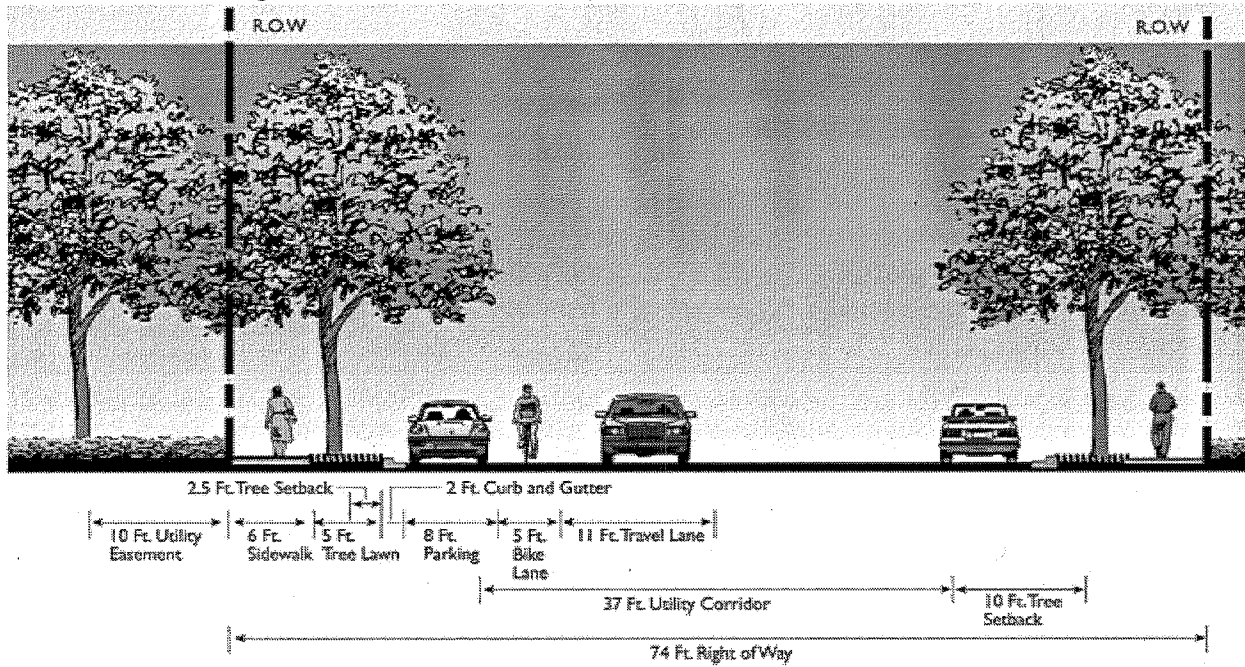 R.O.W
R.O.W
2.5 Ft. Tree Setback
2 Ft. Curb and Gutter
10 Ft. Utility
Easement
6 Ft.
Sidewalk
5 Ft.
Tree Lawn
8 Ft.
Parking
5 Ft.
Bike
Lane
11 Ft. Travel Lane
37 Ft. Utility Corridor
10 Ft. Tree
Setback
74 Ft. Right of Way